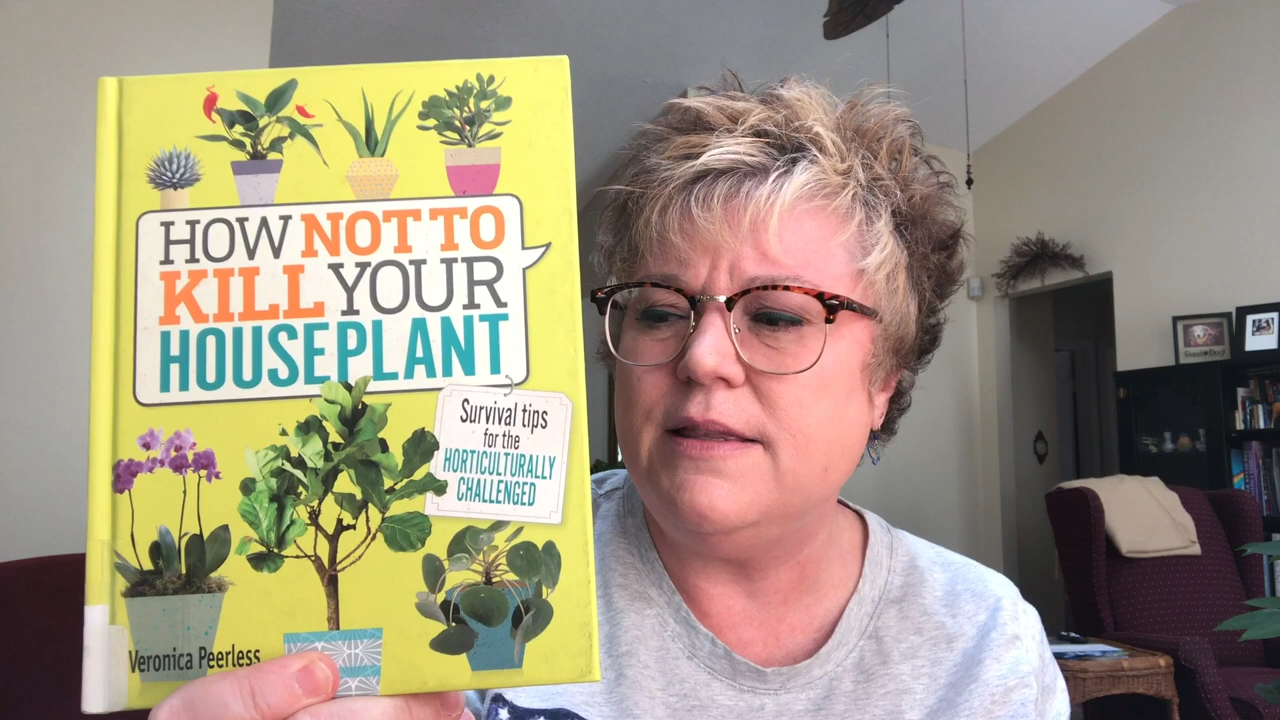 HOW NOT TO
KILL YOUR
HOUSEPLANT
Survival tips
for the
HORTICULTURALLY
CHALLENGED
Veronica Peerless